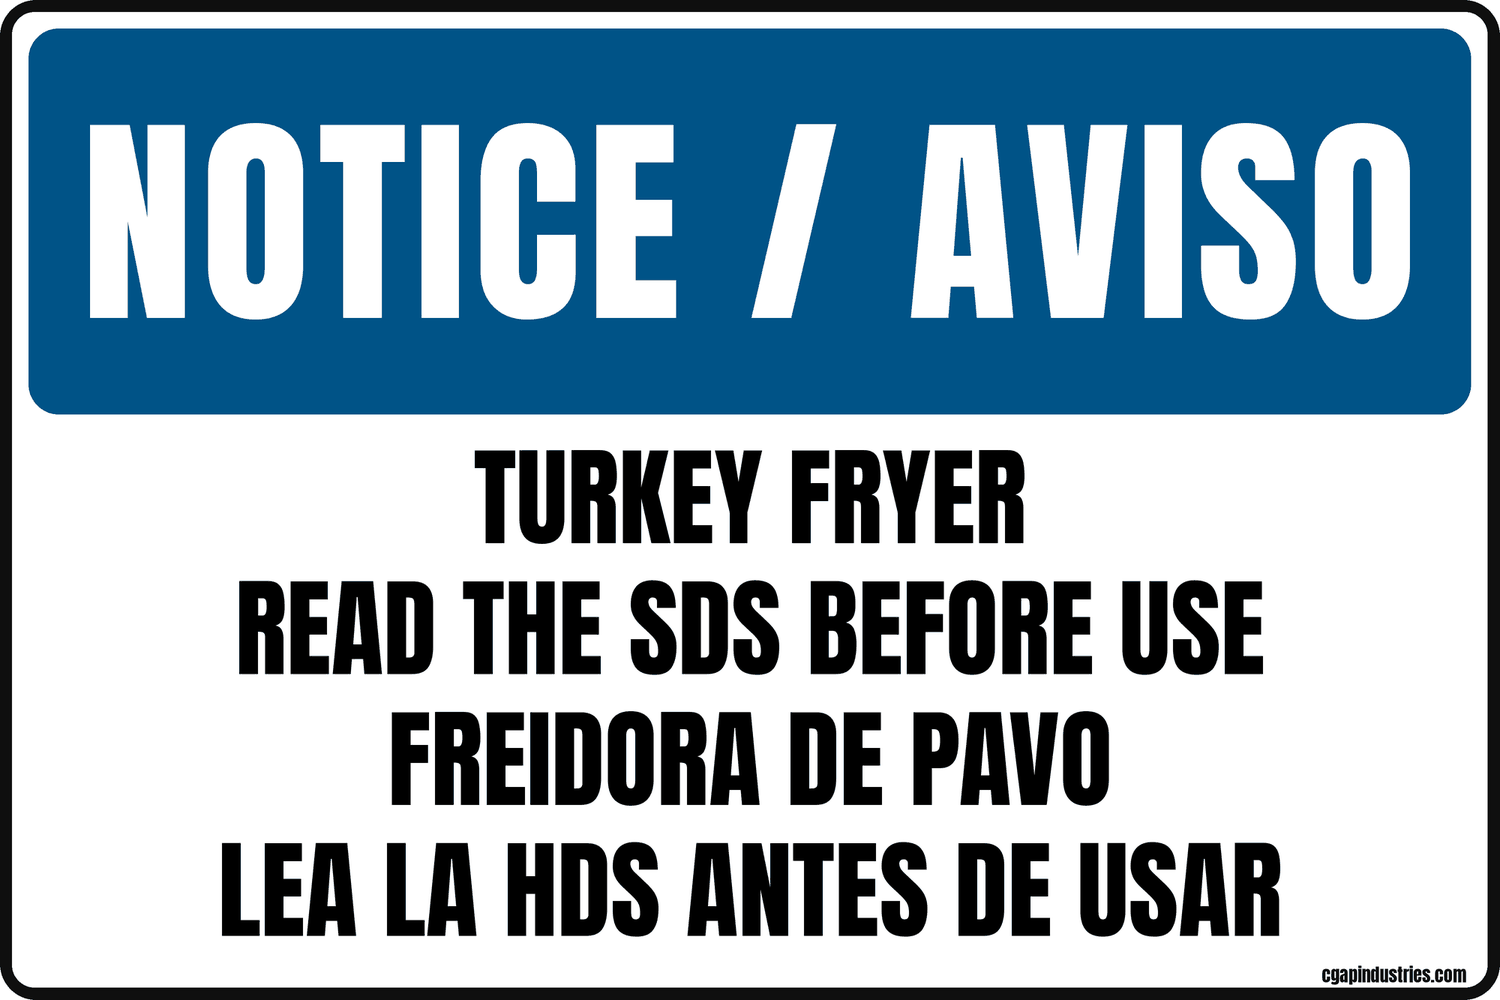 NOTICE / AVISO
TURKEY FRYER
READ THE SDS BEFORE USE
FREIDORA DE PAVO
LEA LA HDS ANTES DE USAR
cgapindustries.com